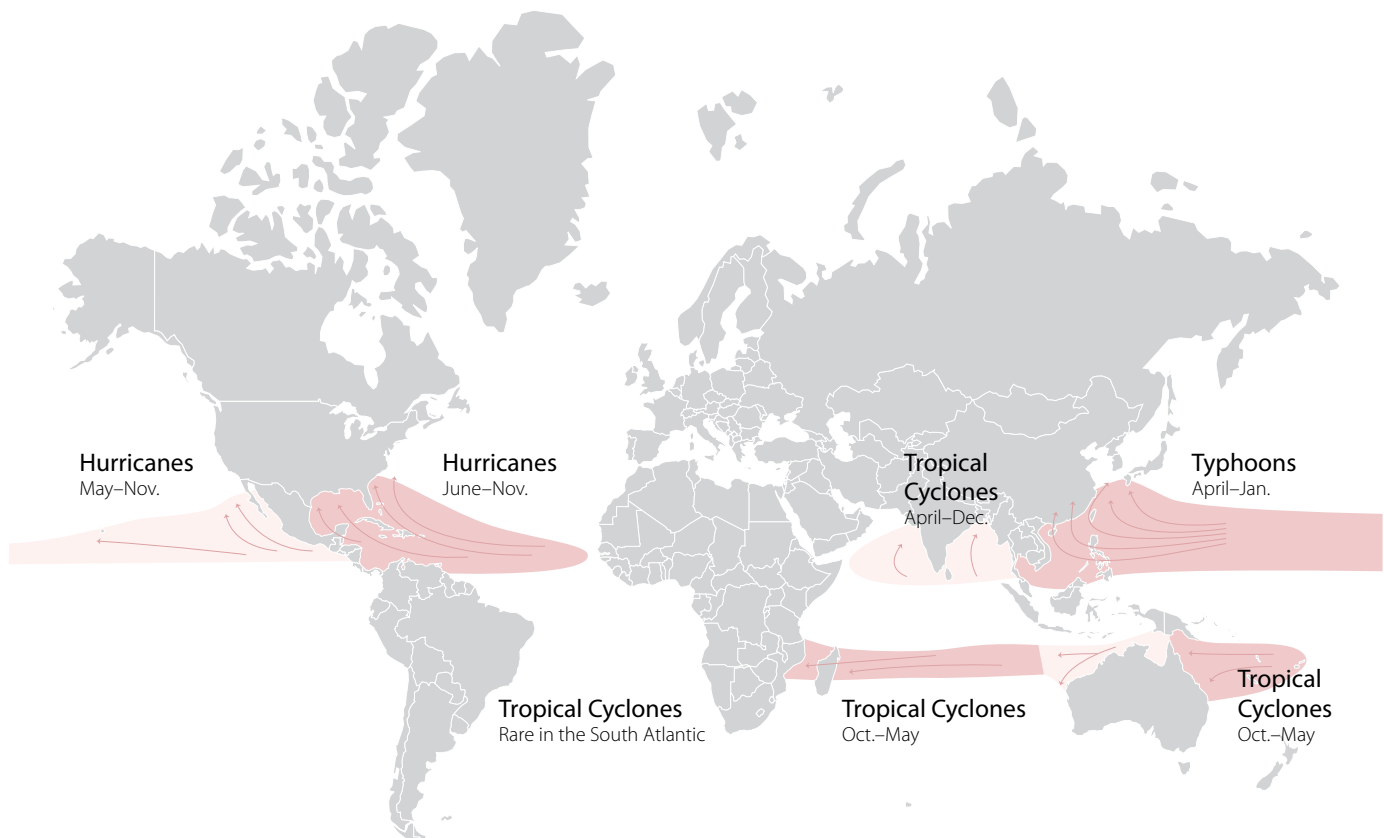 Hurricanes
May–Nov.
Hurricanes
June–Nov.
Tropical
Cyclones
April–Dec.
Typhoons
April–Jan.
Tropical Cyclones
Rare in the South Atlantic
Tropical Cyclones
Oct.–May
Tropical
Cyclones
Oct.–May